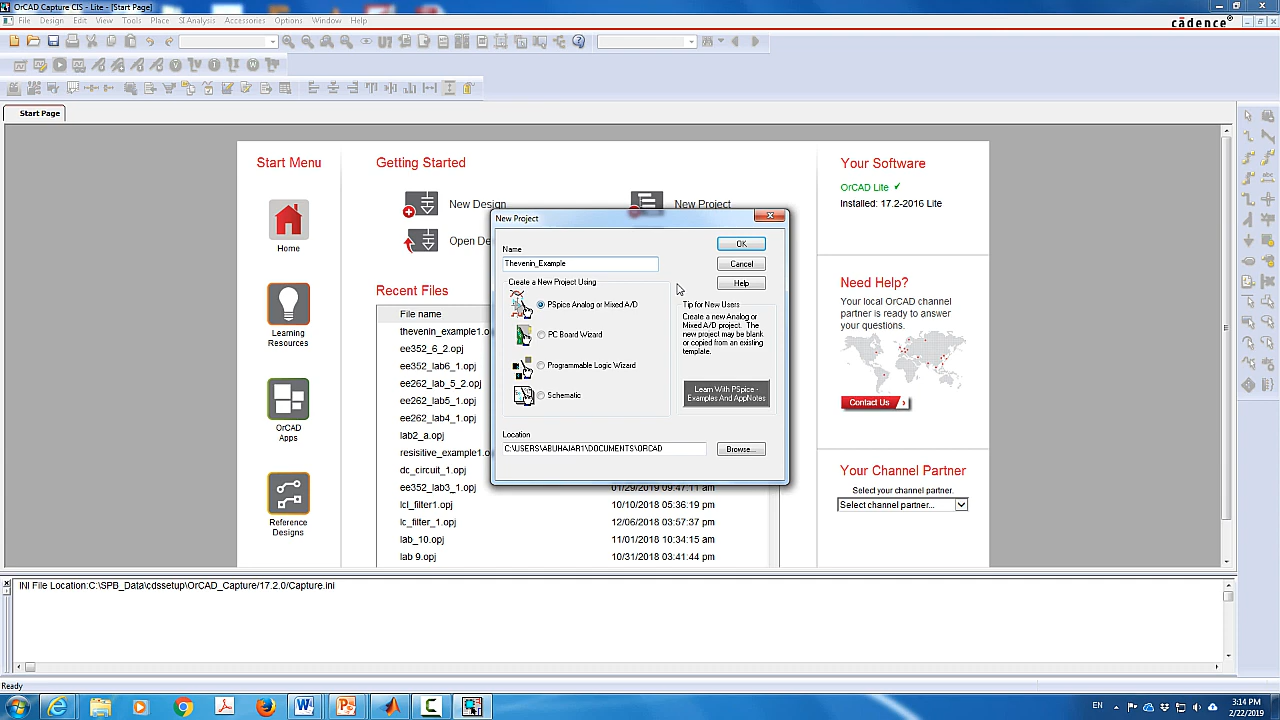 OrCAD Capture CIS - Lite - [Start Page]
File Design Edit View Tools Place SI Analysis Accessories Options Window Help
cādence®
Start Page
Start Menu
Home
Learning
Resources
OrCAD
Apps
Reference
Designs
Getting Started
New Design
New Project
Open De
Recent Files
File name
thevenin_example1.o
ee352_6_2.opj
ee352_lab6_1.opj
ee262_lab_5_2.opj
ee262_lab5_1.opj
ee262_lab4_1.opj
lab2_a.opj
resisitive_example1.o
dc_circuit_1.opj
ee352_lab3_1.opj 01/29/2019 09:47:11 am
lcl_filter1.opj 10/10/2018 05:36:19 pm
lc_filter_1.opj 12/06/2018 03:57:37 pm
lab_10.opj 11/01/2018 10:34:15 am
lab 9.opj 10/31/2018 03:41:44 pm
New Project
Name
Thevenin_Example
OK
Cancel
Help
Create a New Project Using
PSpice Analog or Mixed A/D
PC Board Wizard
Programmable Logic Wizard
Schematic
Tip for New Users
Create a new Analog or
Mixed A/D project. The
new project may be blank
or copied from an existing
template.
Learn With PSpice -
Examples And AppNotes
Location
C:\USERS\ABUHAJAR1\DOCUMENTS\ORCAD
Browse...
Your Software
OrCAD Lite ✓
Installed: 17.2-2016 Lite
Need Help?
Your local OrCAD channel
partner is ready to answer
your questions.
Contact Us
Your Channel Partner
Select your channel partner.
Select channel partner...
INI File Location:C:\SPB_Data\cdssetup\OrCAD_Capture/17.2.0/Capture.ini
Ready
EN
3:14 PM
2/22/2019